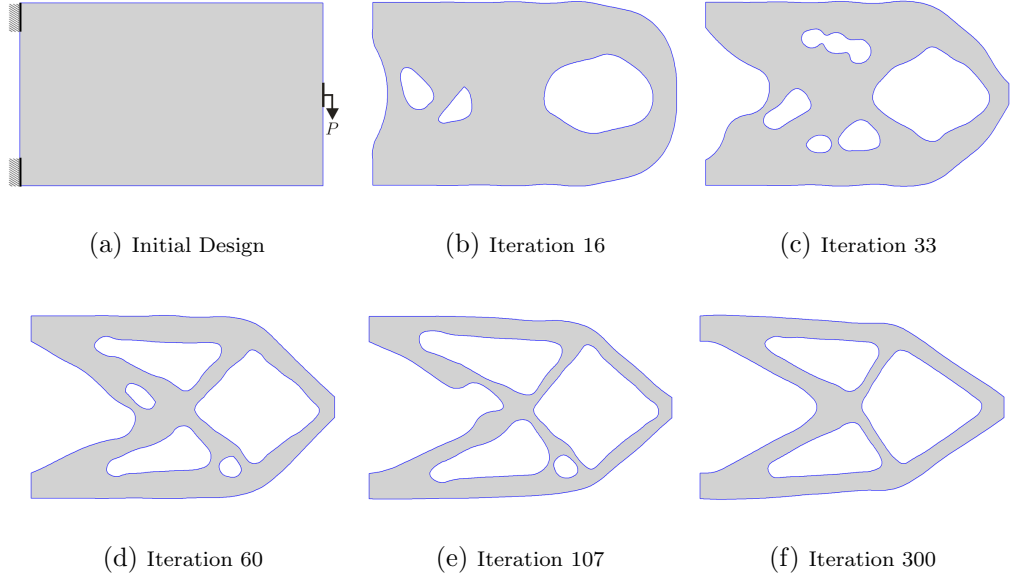 P
(a) Initial Design
(b) Iteration 16
(c) Iteration 33
(d) Iteration 60
(e) Iteration 107
(f) Iteration 300